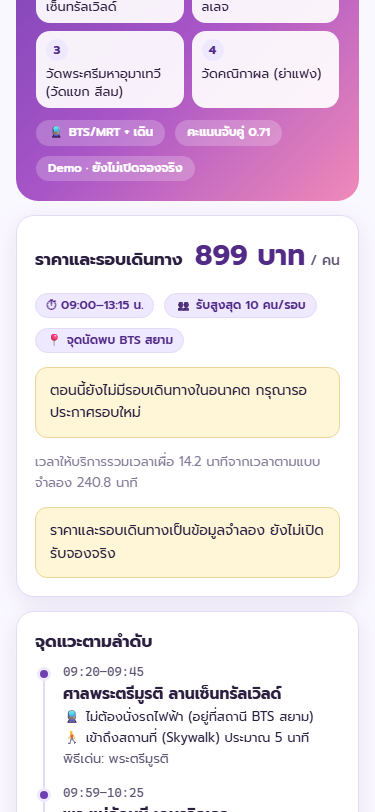 เซ็นทรัลเวิลด์
ลเลจ
3
วัดพระศรีมหาอุมาเทวี
(วัดแขก สีลม)
4
วัดคณิกาผล (ย่าแฟง)
BTS/MRT + เดิน
คะแนนจับคู่ 0.71
Demo · ยังไม่เปิดจองจริง
ราคาและรอบเดินทาง 899 บาท / คน
09:00–13:15 น.
รับสูงสุด 10 คน/รอบ
จุดนัดพบ BTS สยาม
ตอนนี้ยังไม่มีรอบเดินทางในอนาคต กรุณารอ
ประกาศรอบใหม่
เวลาให้บริการรวมเวลาเผื่อ 14.2 นาทีจากเวลาตามแบบ
จำลอง 240.8 นาที
ราคาและรอบเดินทางเป็นข้อมูลจำลอง ยังไม่เปิด
รับจองจริง
จุดแวะตามลำดับ
09:20–09:45
ศาลพระตรีมูรติ ลานเซ็นทรัลเวิลด์
ไม่ต้องนั่งรถไฟฟ้า (อยู่ที่สถานี BTS สยาม)
เข้าถึงสถานที่ (Skywalk) ประมาณ 5 นาที
พิธีเด่น: พระตรีมูรติ
09:59–10:25